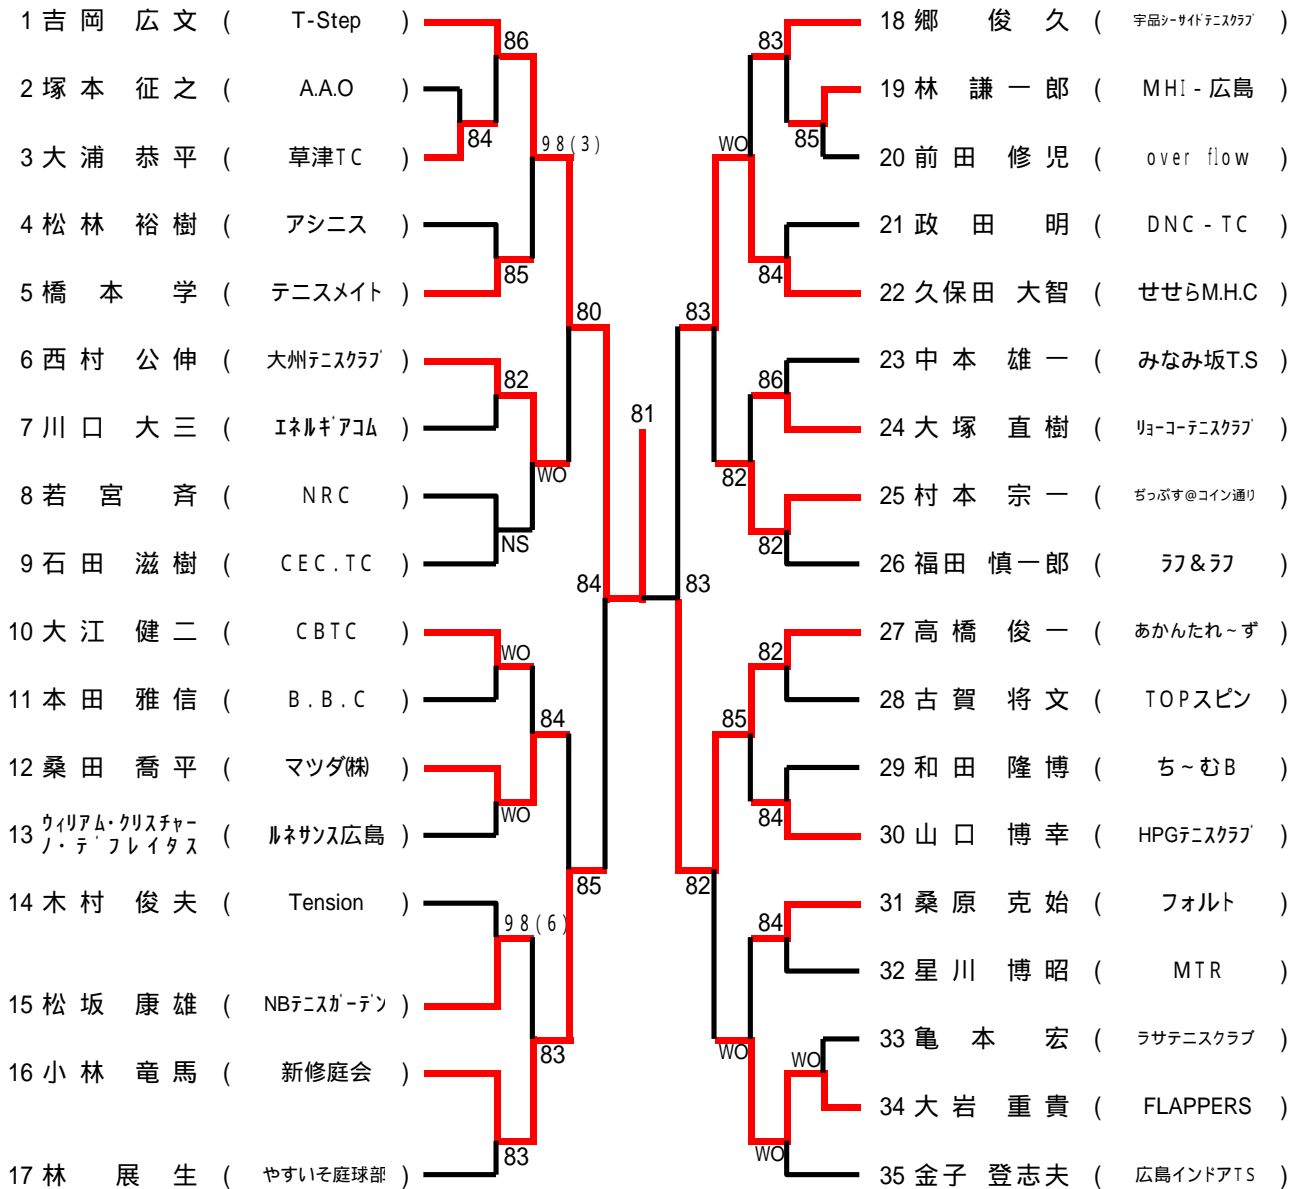 1 吉岡 広文 ( T-Step )
2 塚本 征之 ( A.A.O )
3 大浦 恭平 ( 草津TC )
4 松林 裕樹 ( アシニス )
5 橋本 学 ( テニスメイト )
6 西村 公伸 ( 大州テニスクラブ )
7 川口 大三 ( エネルギアコム )
8 若宮 斉 ( NRC )
9 石田 滋樹 ( CEC.TC )
10 大江 健二 ( CBTC )
11 本田 雅信 ( B.B.C )
12 桑田 喬平 ( マツダ㈱ )
13 ウィリアム・クリスチャーノ・デフレイタス ( ルネサンス広島 )
14 木村 俊夫 ( Tension )
15 松坂 康雄 ( NBテニスガーデン )
16 小林 竜馬 ( 新修庭会 )
17 林 展生 ( やすいそ庭球部 )
86
84
98(3)
85
80
82
WO
NS
84
WO
84
WO
85
98(6)
83
83
81
18 郷 俊久 ( 宇品シーサイドテニスクラブ )
19 林 謙一郎 ( MHI-広島 )
20 前田 修児 ( over flow )
21 政田 明 ( DNC-TC )
22 久保田 大智 ( せせらM.H.C )
23 中本 雄一 ( みなみ坂T.S )
24 大塚 直樹 ( リョーコーテニスクラブ )
25 村本 宗一 ( ぢっぷす@コイン通り )
26 福田 慎一郎 ( ラフ&ラフ )
27 高橋 俊一 ( あかんたれ~ず )
28 古賀 将文 ( TOPスピン )
29 和田 隆博 ( ち~むB )
30 山口 博幸 ( HPGテニスクラブ )
31 桑原 克始 ( フォルト )
32 星川 博昭 ( MTR )
33 亀本 宏 ( ラサテニスクラブ )
34 大岩 重貴 ( FLAPPERS )
35 金子 登志夫 ( 広島インドアTS )
83
85
WO
84
83
86
82
82
83
82
85
84
82
84
WO
WO
WO